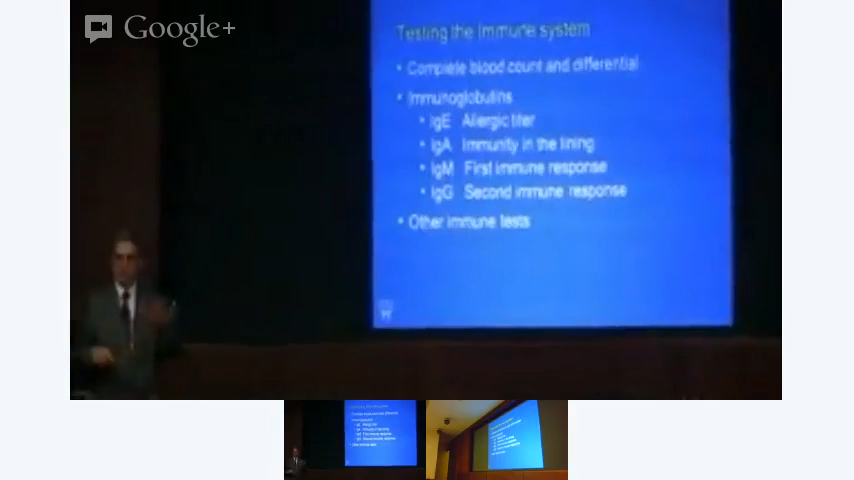 Google+
Testing the immune system
• Complete blood count and differential
• Immunoglobulins
• IgE Allergic titer
• IgA Immunity in the lining
• IgM First immune response
• IgG Second immune response
• Other immune tests